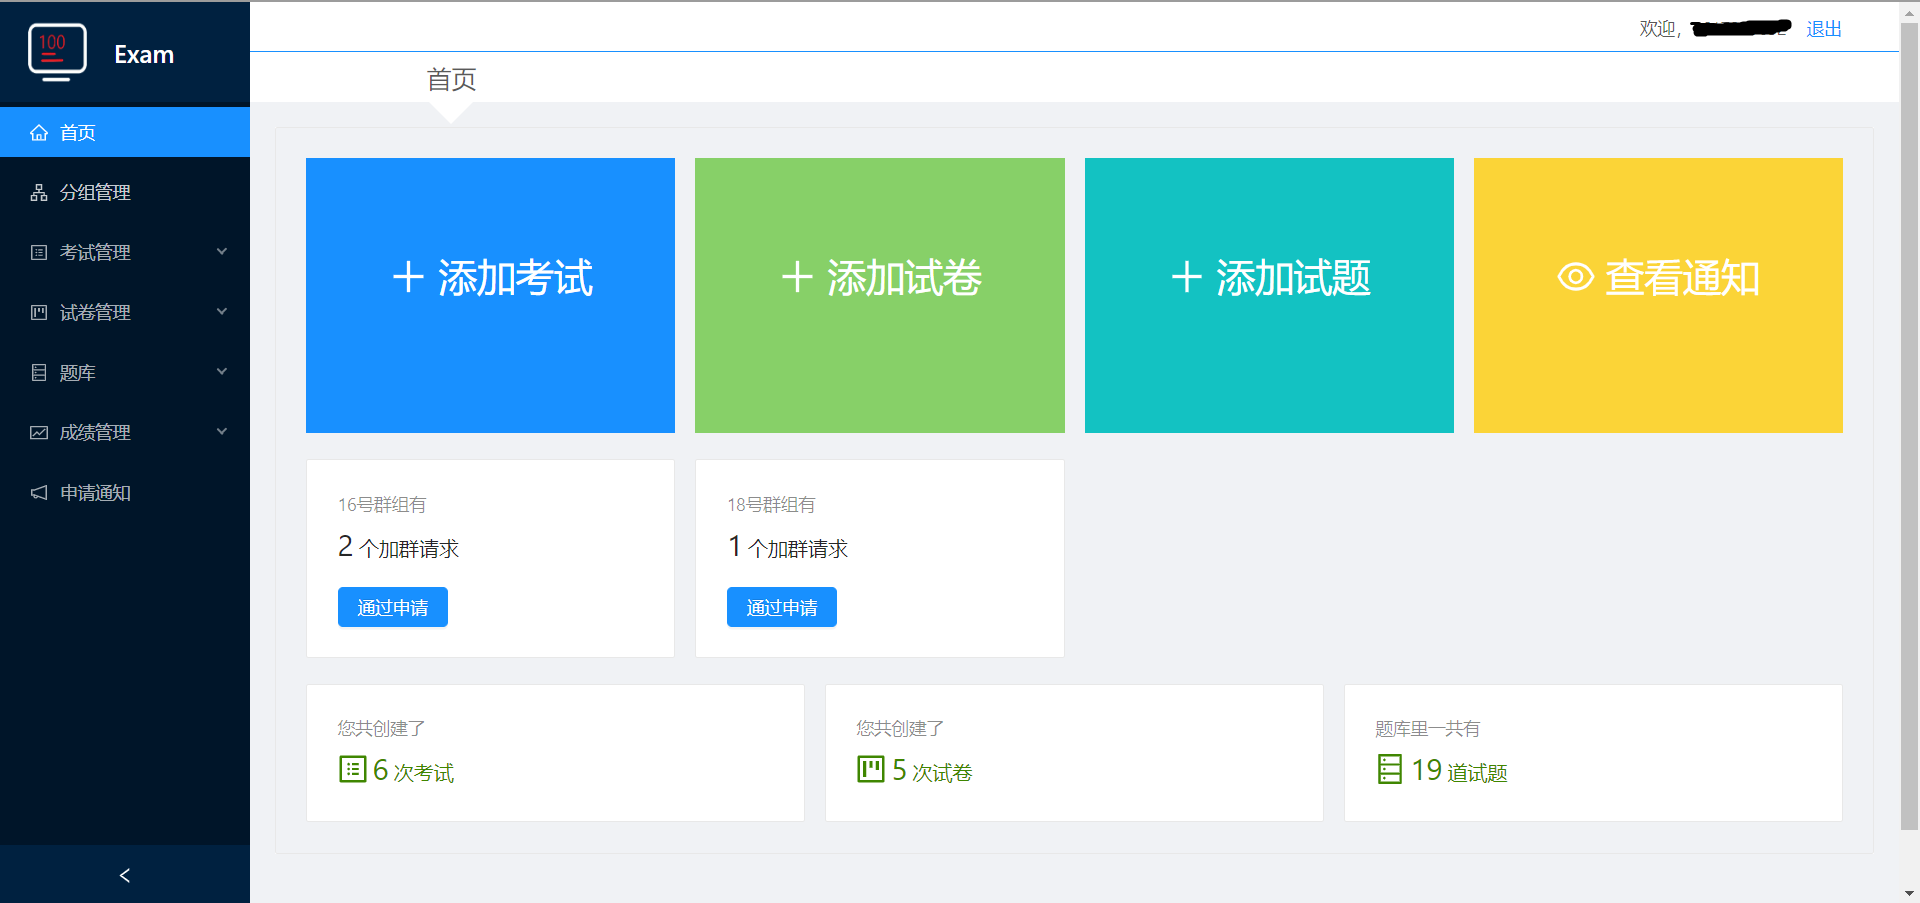 100
Exam
欢迎，
退出
首页
首页
分组管理
考试管理
试卷管理
题库
成绩管理
申请通知
添加考试
添加试卷
添加试题
查看通知
16号群组有
2 个加群请求
通过申请
18号群组有
1 个加群请求
通过申请
您共创建了
6 次考试
您共创建了
5 次试卷
题库里一共有
19 道试题